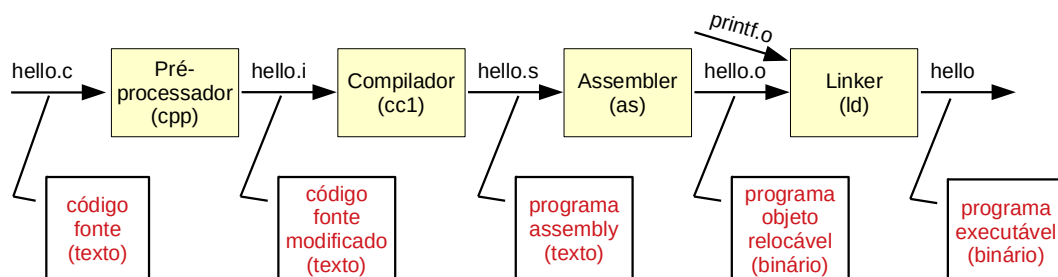 hello.c
Pré-
processador
(cpp)
hello.i
Compilador
(cc1)
hello.s
Assembler
(as)
printf.o
hello.o
Linker
(ld)
hello
código
fonte
(texto)
código
fonte
modificado
(texto)
programa
assembly
(texto)
programa
objeto
relocável
(binário)
programa
executável
(binário)